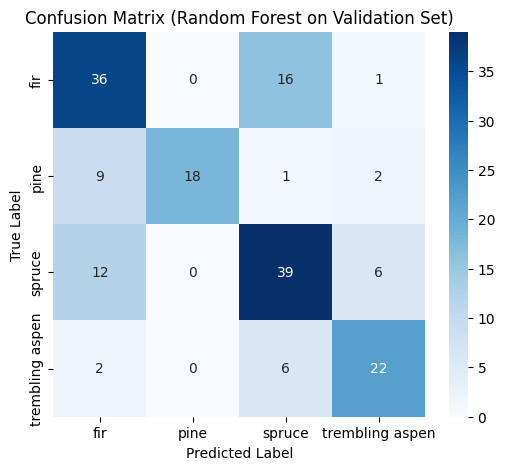 Confusion Matrix (Random Forest on Validation Set)
True Label
fir
36 0 16 1
pine
9 18 1 2
spruce
12 0 39 6
trembling aspen
2 0 6 22
fir pine spruce trembling aspen
Predicted Label
35
30
25
20
15
10
5
0